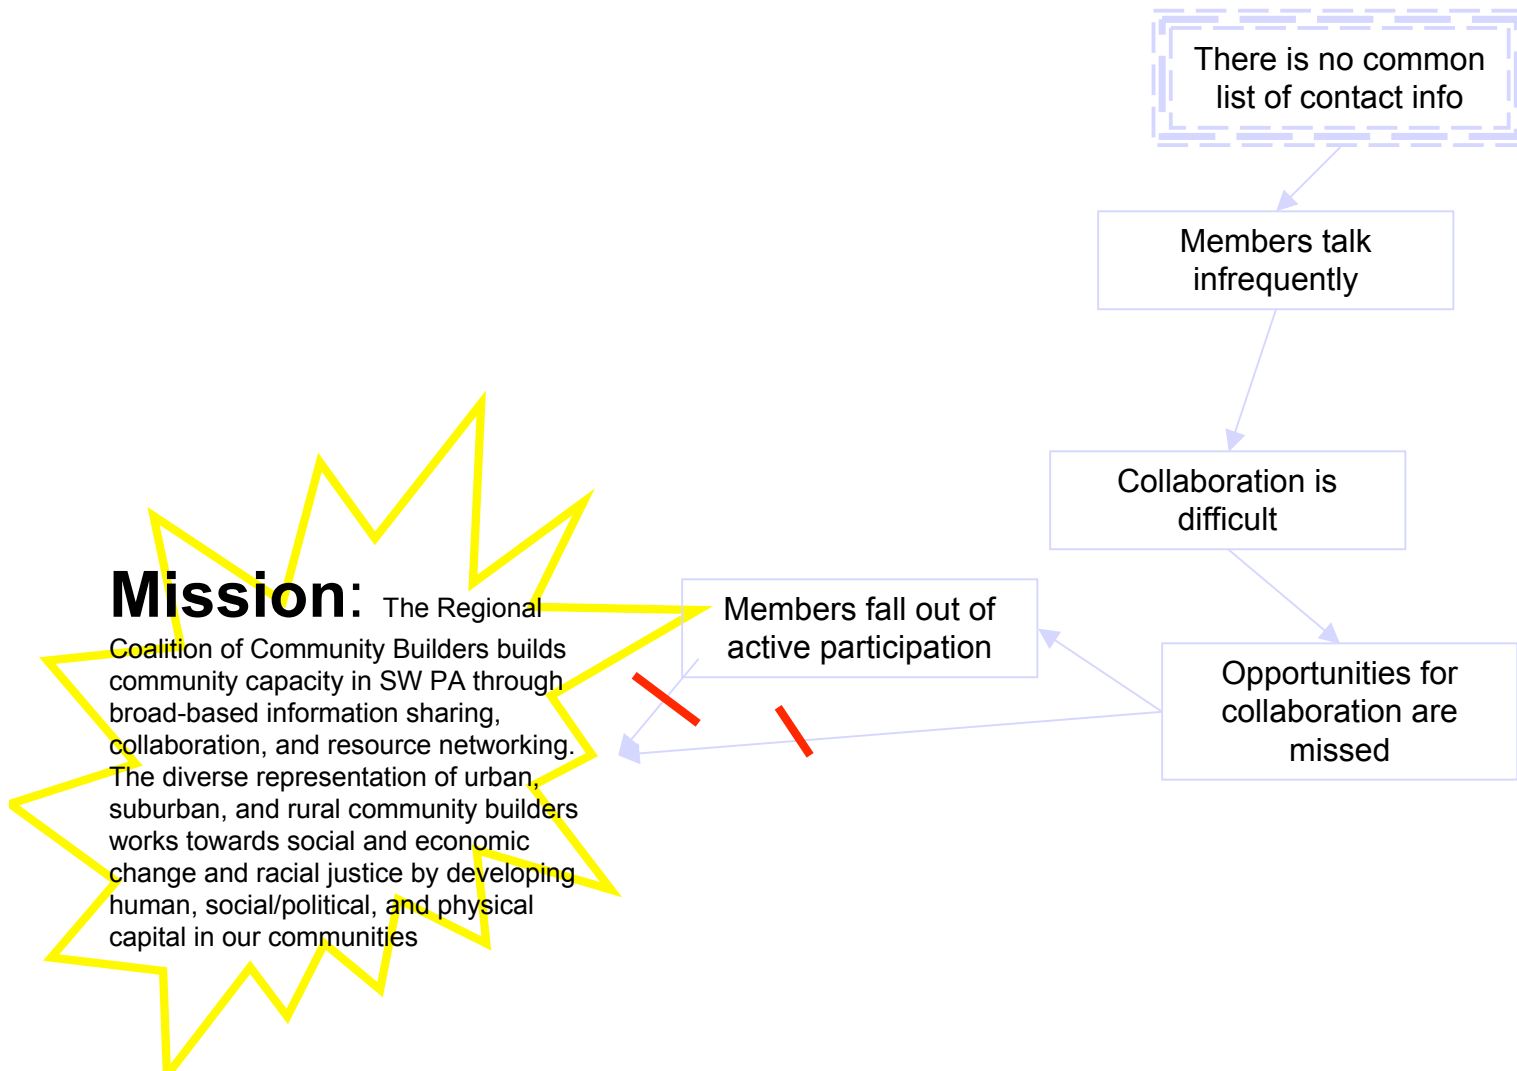 There is no common
list of contact info
Members talk
infrequently
Collaboration is
difficult
Opportunities for
collaboration are
missed
Members fall out of
active participation
Mission: The Regional
Coalition of Community Builders builds
community capacity in SW PA through
broad-based information sharing,
collaboration, and resource networking.
The diverse representation of urban,
suburban, and rural community builders
works towards social and economic
change and racial justice by developing
human, social/political, and physical
capital in our communities